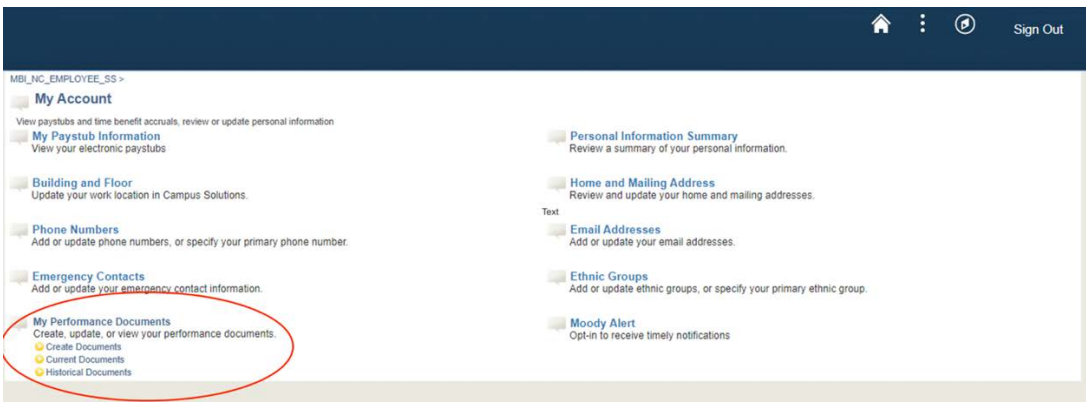 Sign Out
MBI_NC_EMPLOYEE_SS >
My Account
View paystubs and time benefit accruals, review or update personal information
My Paystub Information
View your electronic paystubs
Personal Information Summary
Review a summary of your personal information.
Building and Floor
Update your work location in Campus Solutions.
Home and Mailing Address
Review and update your home and mailing addresses.
Text
Phone Numbers
Add or update phone numbers, or specify your primary phone number.
Email Addresses
Add or update your email addresses.
Emergency Contacts
Add or update your emergency contact information.
Ethnic Groups
Add or update ethnic groups, or specify your primary ethnic group.
My Performance Documents
Create, update, or view your performance documents.
Create Documents
Current Documents
Historical Documents
Moody Alert
Opt-in to receive timely notifications